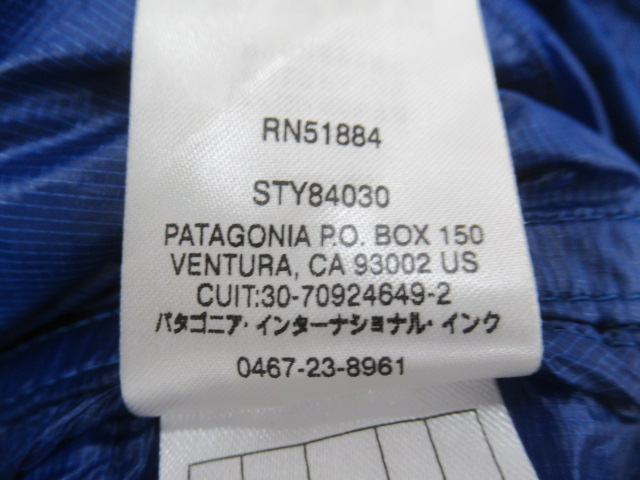 RN51884
STY84030
PATAGONIA P.O. BOX 150
VENTURA, CA 93002 US
CUIT:30-70924649-2
パタゴニア・インターナショナル・インク
0467-23-8961